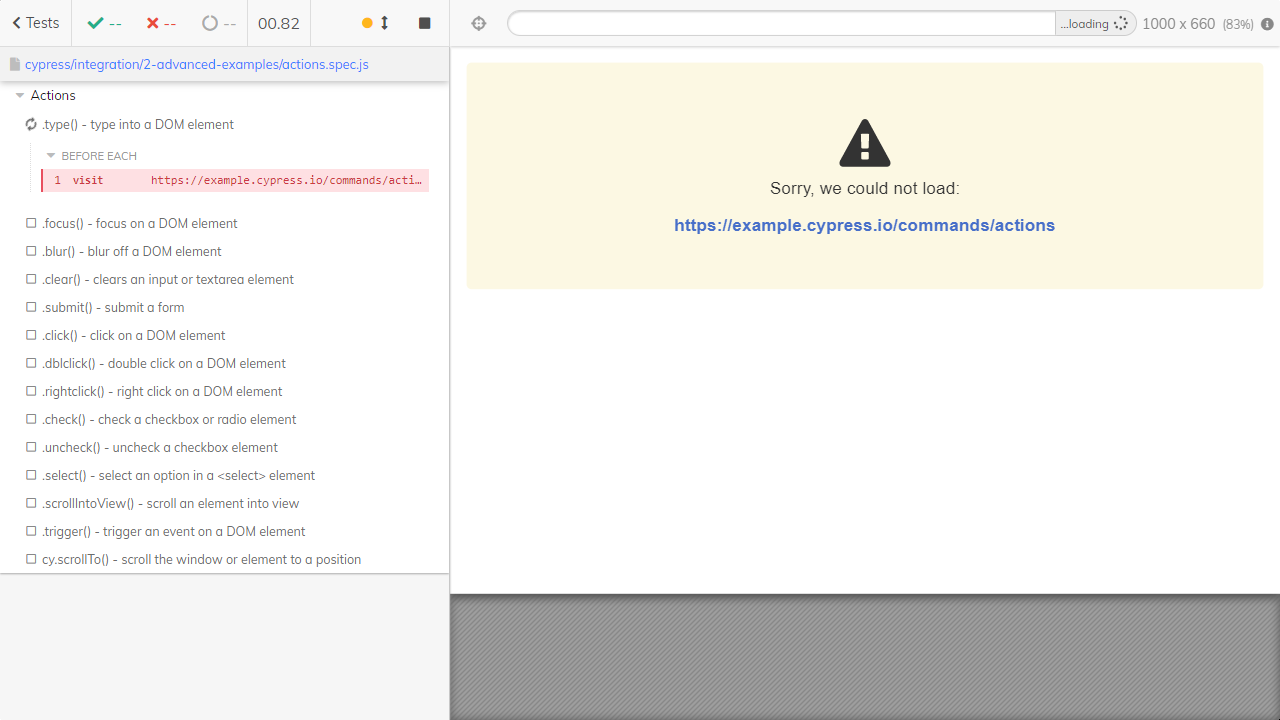 Tests
--
--
--
00.82
...loading
1000 x 660 (83%)
cypress/integration/2-advanced-examples/actions.spec.js
Actions
.type() - type into a DOM element
BEFORE EACH
1 visit https://example.cypress.io/commands/acti...
.focus() - focus on a DOM element
.blur() - blur off a DOM element
.clear() - clears an input or textarea element
.submit() - submit a form
.click() - click on a DOM element
.dblclick() - double click on a DOM element
.rightclick() - right click on a DOM element
.check() - check a checkbox or radio element
.uncheck() - uncheck a checkbox element
.select() - select an option in a <select> element
.scrollIntoView() - scroll an element into view
.trigger() - trigger an event on a DOM element
cy.scrollTo() - scroll the window or element to a position
Sorry, we could not load:
https://example.cypress.io/commands/actions